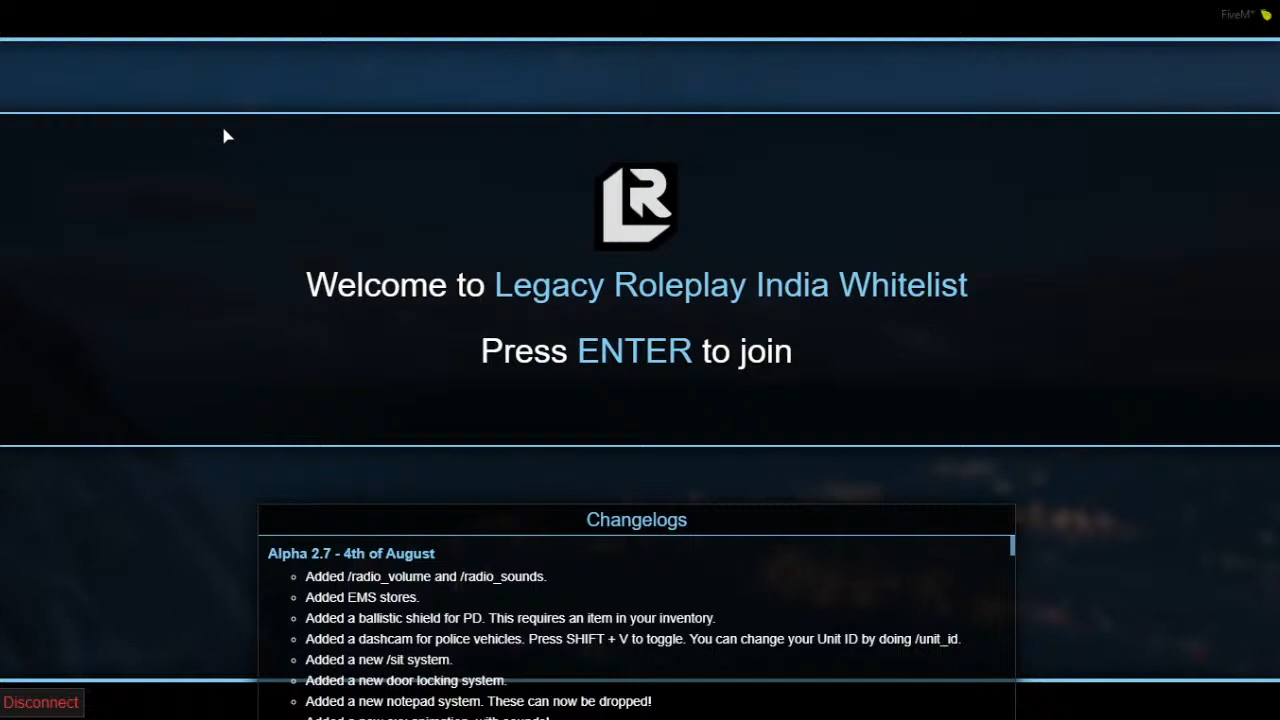 FiveM*
LR
Welcome to Legacy Roleplay India Whitelist
Press ENTER to join
Changelogs
Alpha 2.7 - 4th of August
Added /radio_volume and /radio_sounds.
Added EMS stores.
Added a ballistic shield for PD. This requires an item in your inventory.
Added a dashcam for police vehicles. Press SHIFT + V to toggle. You can change your Unit ID by doing /unit_id.
Added a new /sit system.
Added a new door locking system.
Added a new notepad system. These can now be dropped!
Disconnect